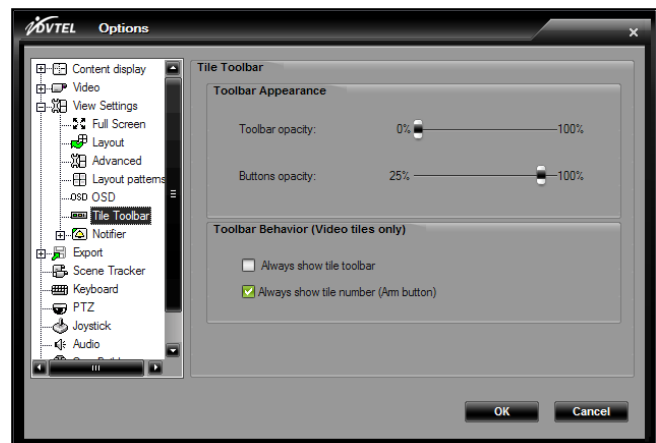 DVTEL Options
Content display
Video
View Settings
Full Screen
Layout
Advanced
Layout patterns
OSD OSD
Tile Toolbar
Notifier
Export
Scene Tracker
Keyboard
PTZ
Joystick
Audio
Tile Toolbar
Toolbar Appearance
Toolbar opacity: 0% 100%
Buttons opacity: 25% 100%
Toolbar Behavior (Video tiles only)
Always show tile toolbar
Always show tile number (Arm button)
OK Cancel